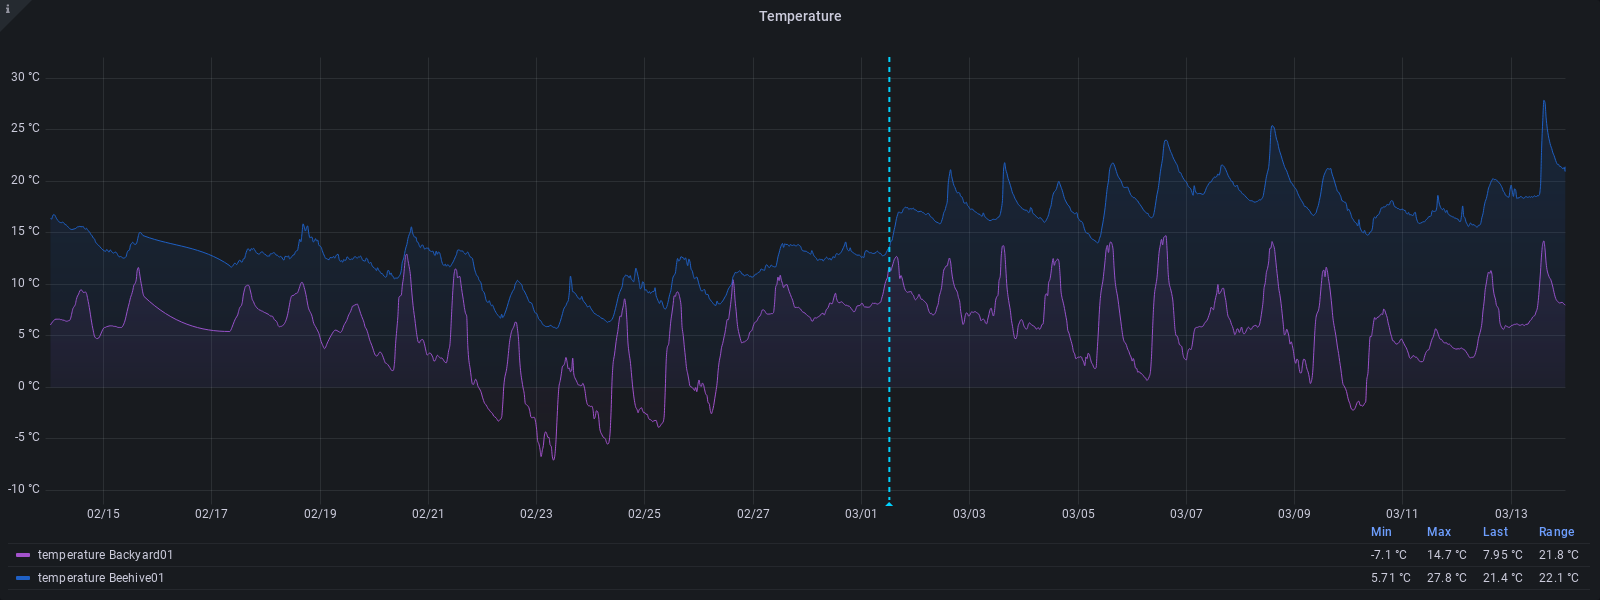 i
Temperature
30 °C
25 °C
20 °C
15 °C
10 °C
5 °C
0 °C
-5 °C
-10 °C
02/15 02/17 02/19 02/21 02/23 02/25 02/27 03/01 03/03 03/05 03/07 03/09 03/11 03/13
Min Max Last Range
temperature Backyard01 -7.1 °C 14.7 °C 7.95 °C 21.8 °C
temperature Beehive01 5.71 °C 27.8 °C 21.4 °C 22.1 °C